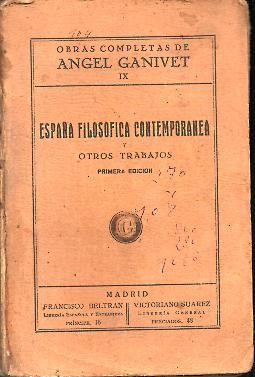 OBRAS COMPLETAS DE
ANGEL GANIVET
IX
ESPAÑA FILOSOFICA CONTEMPORANEA
Y
OTROS TRABAJOS
PRIMERA EDICION
G
MADRID
FRANCISCO BELTRAN
LIBRERÍA ESPAÑOLA Y EXTRANJERA
PRÍNCIPE, 16
VICTORIANO SUAREZ
LIBRERÍA GENERAL
PRECIADOS, 48